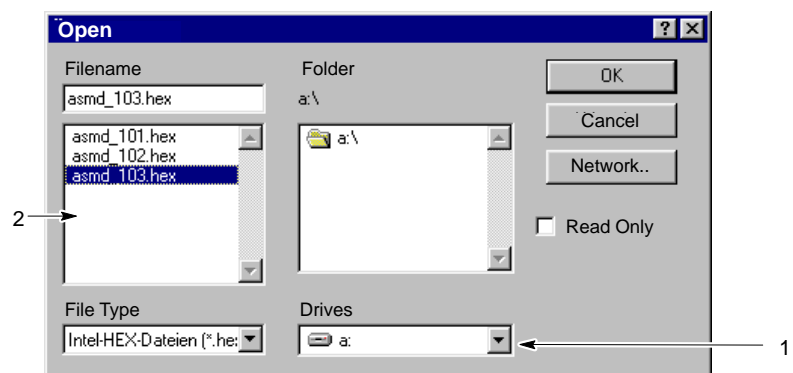 Open
Filename
asmd_103.hex
asmd_101.hex
asmd_102.hex
asmd_103.hex
2
File Type
Intel-HEX-Dateien (*.he:
Folder
a:\
a:\
Drives
a:
OK
Cancel
Network..
Read Only
1